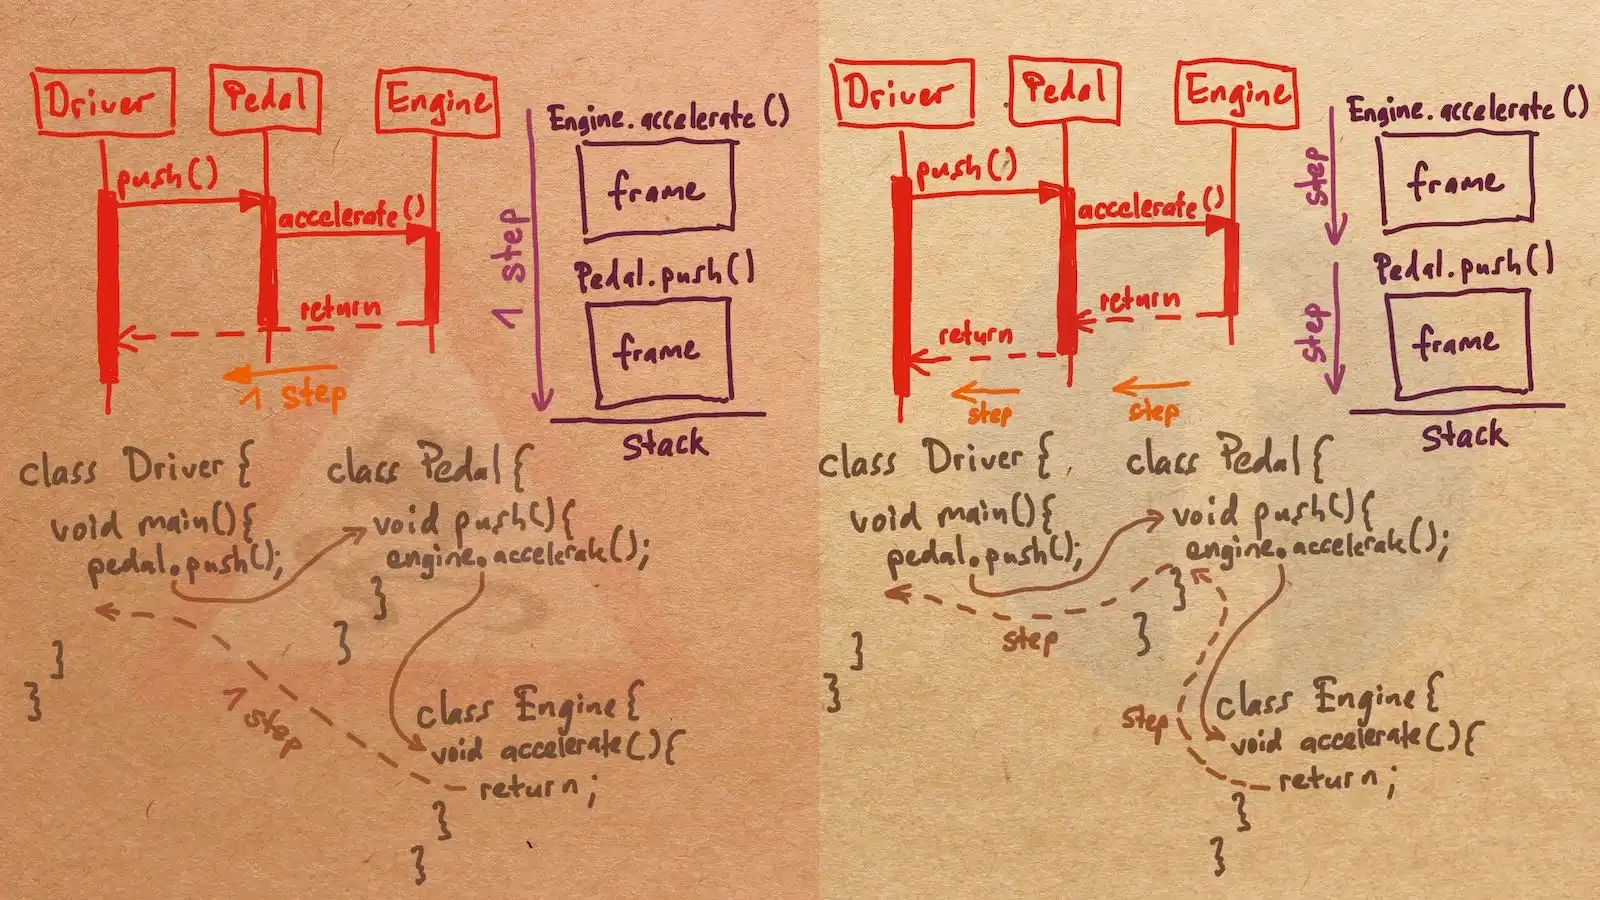 Driver
Pedal
Engine
push()
accelerate()
return
1 step
1 step
Engine.accelerate()
frame
Pedal.push()
frame
Stack
class Driver {
void main(){
pedal.push();
}
}
class Pedal {
void push(){
engine.accelerate();
}
}
1 step
class Engine {
void accelerate(){
return;
}
}
Driver
Pedal
Engine
push()
accelerate()
return
return
step
step
step
step
Engine.accelerate()
frame
Pedal.push()
frame
Stack
class Driver {
void main(){
pedal.push();
}
}
class Pedal {
void push(){
engine.accelerate();
}
}
step
step
class Engine {
void accelerate(){
return;
}
}